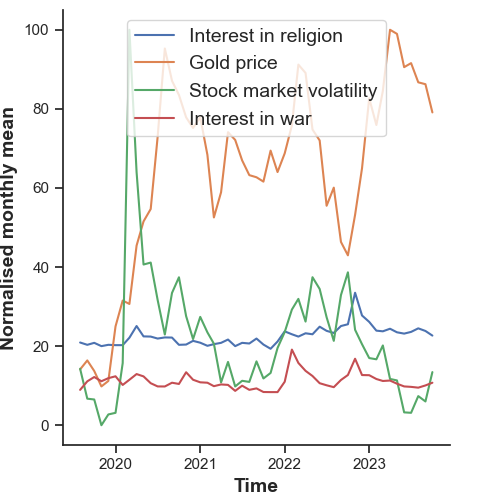 Interest in religion
Gold price
Stock market volatility
Interest in war
Normalised monthly mean
100
80
60
40
20
0
2020 2021 2022 2023
Time